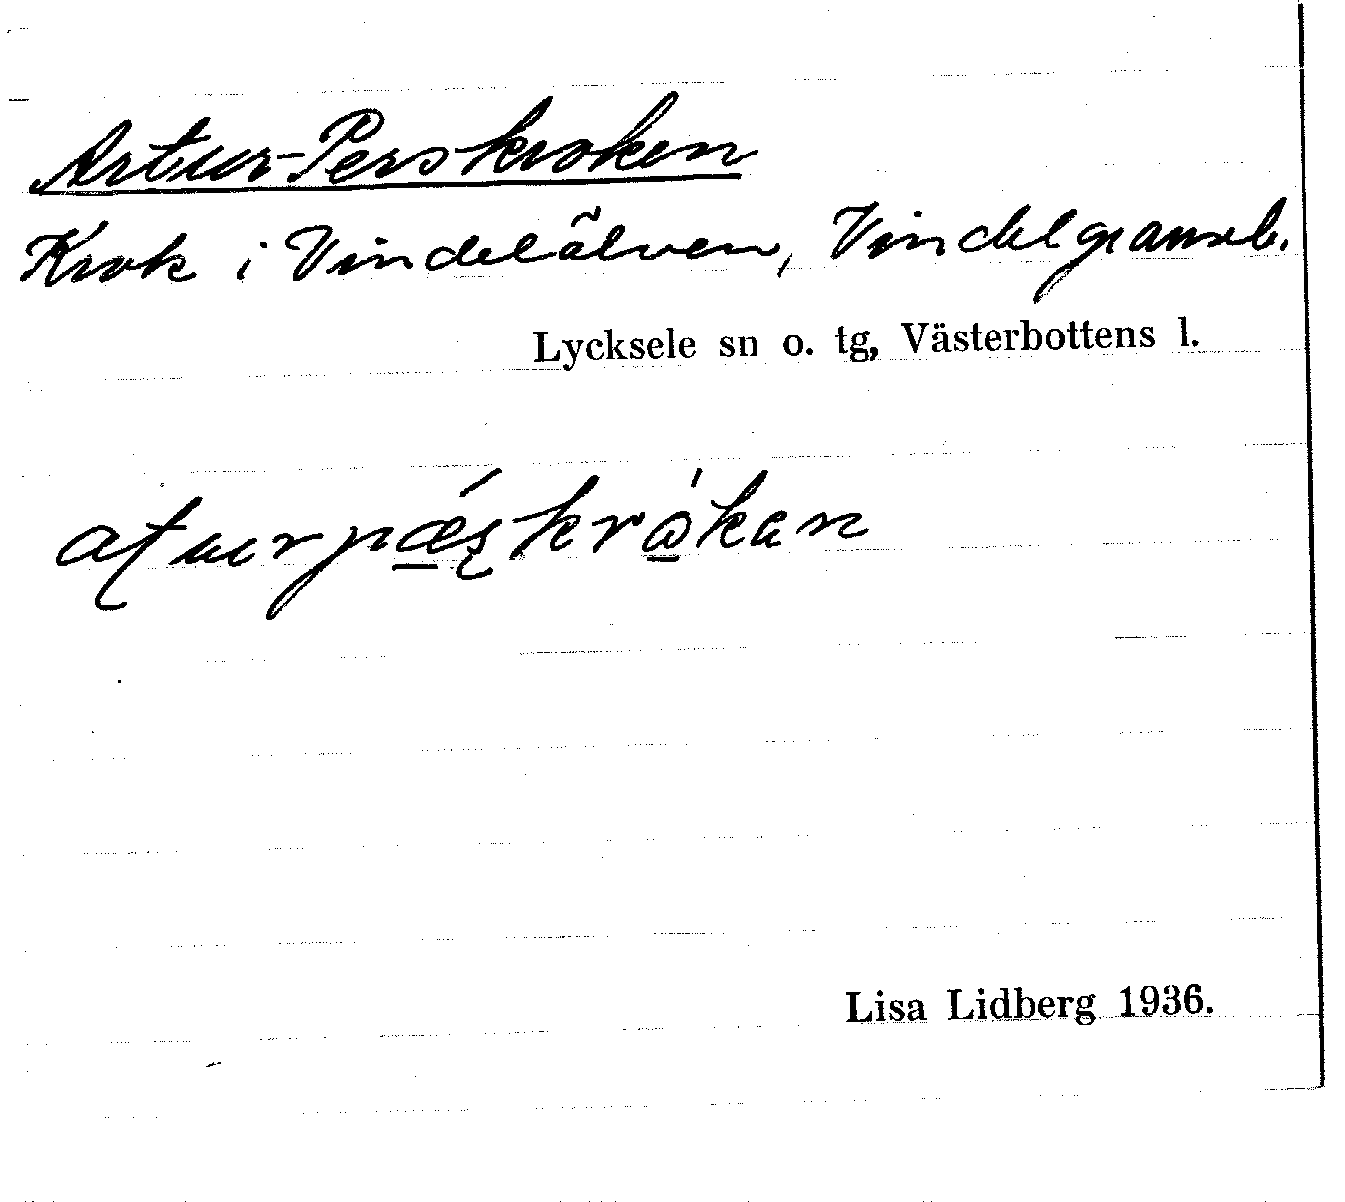 Artur-Perskroken
Krok i Vindelälven, Vindelgransele.
Lycksele sn o. tg, Västerbottens l.
Lisa Lidberg 1936.